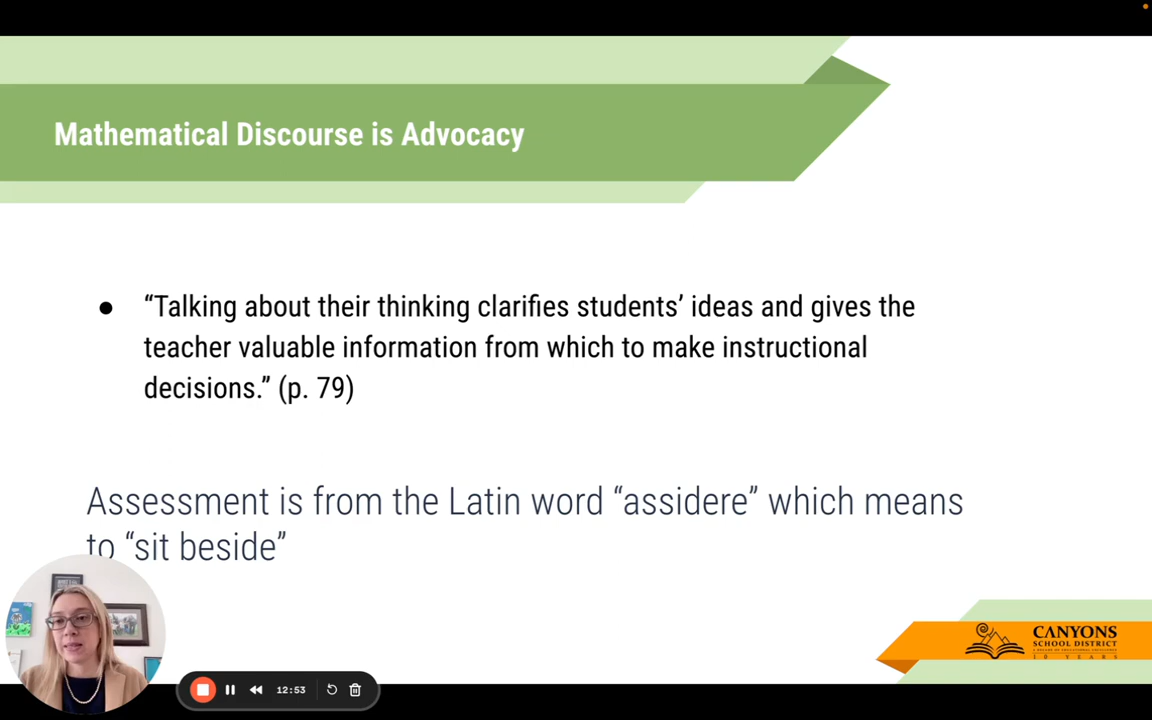 Mathematical Discourse is Advocacy
● “Talking about their thinking clarifies students’ ideas and gives the
teacher valuable information from which to make instructional
decisions.” (p. 79)
Assessment is from the Latin word “assidere” which means
to “sit beside”
CANYONS
SCHOOL DISTRICT
10 YEARS
12:53